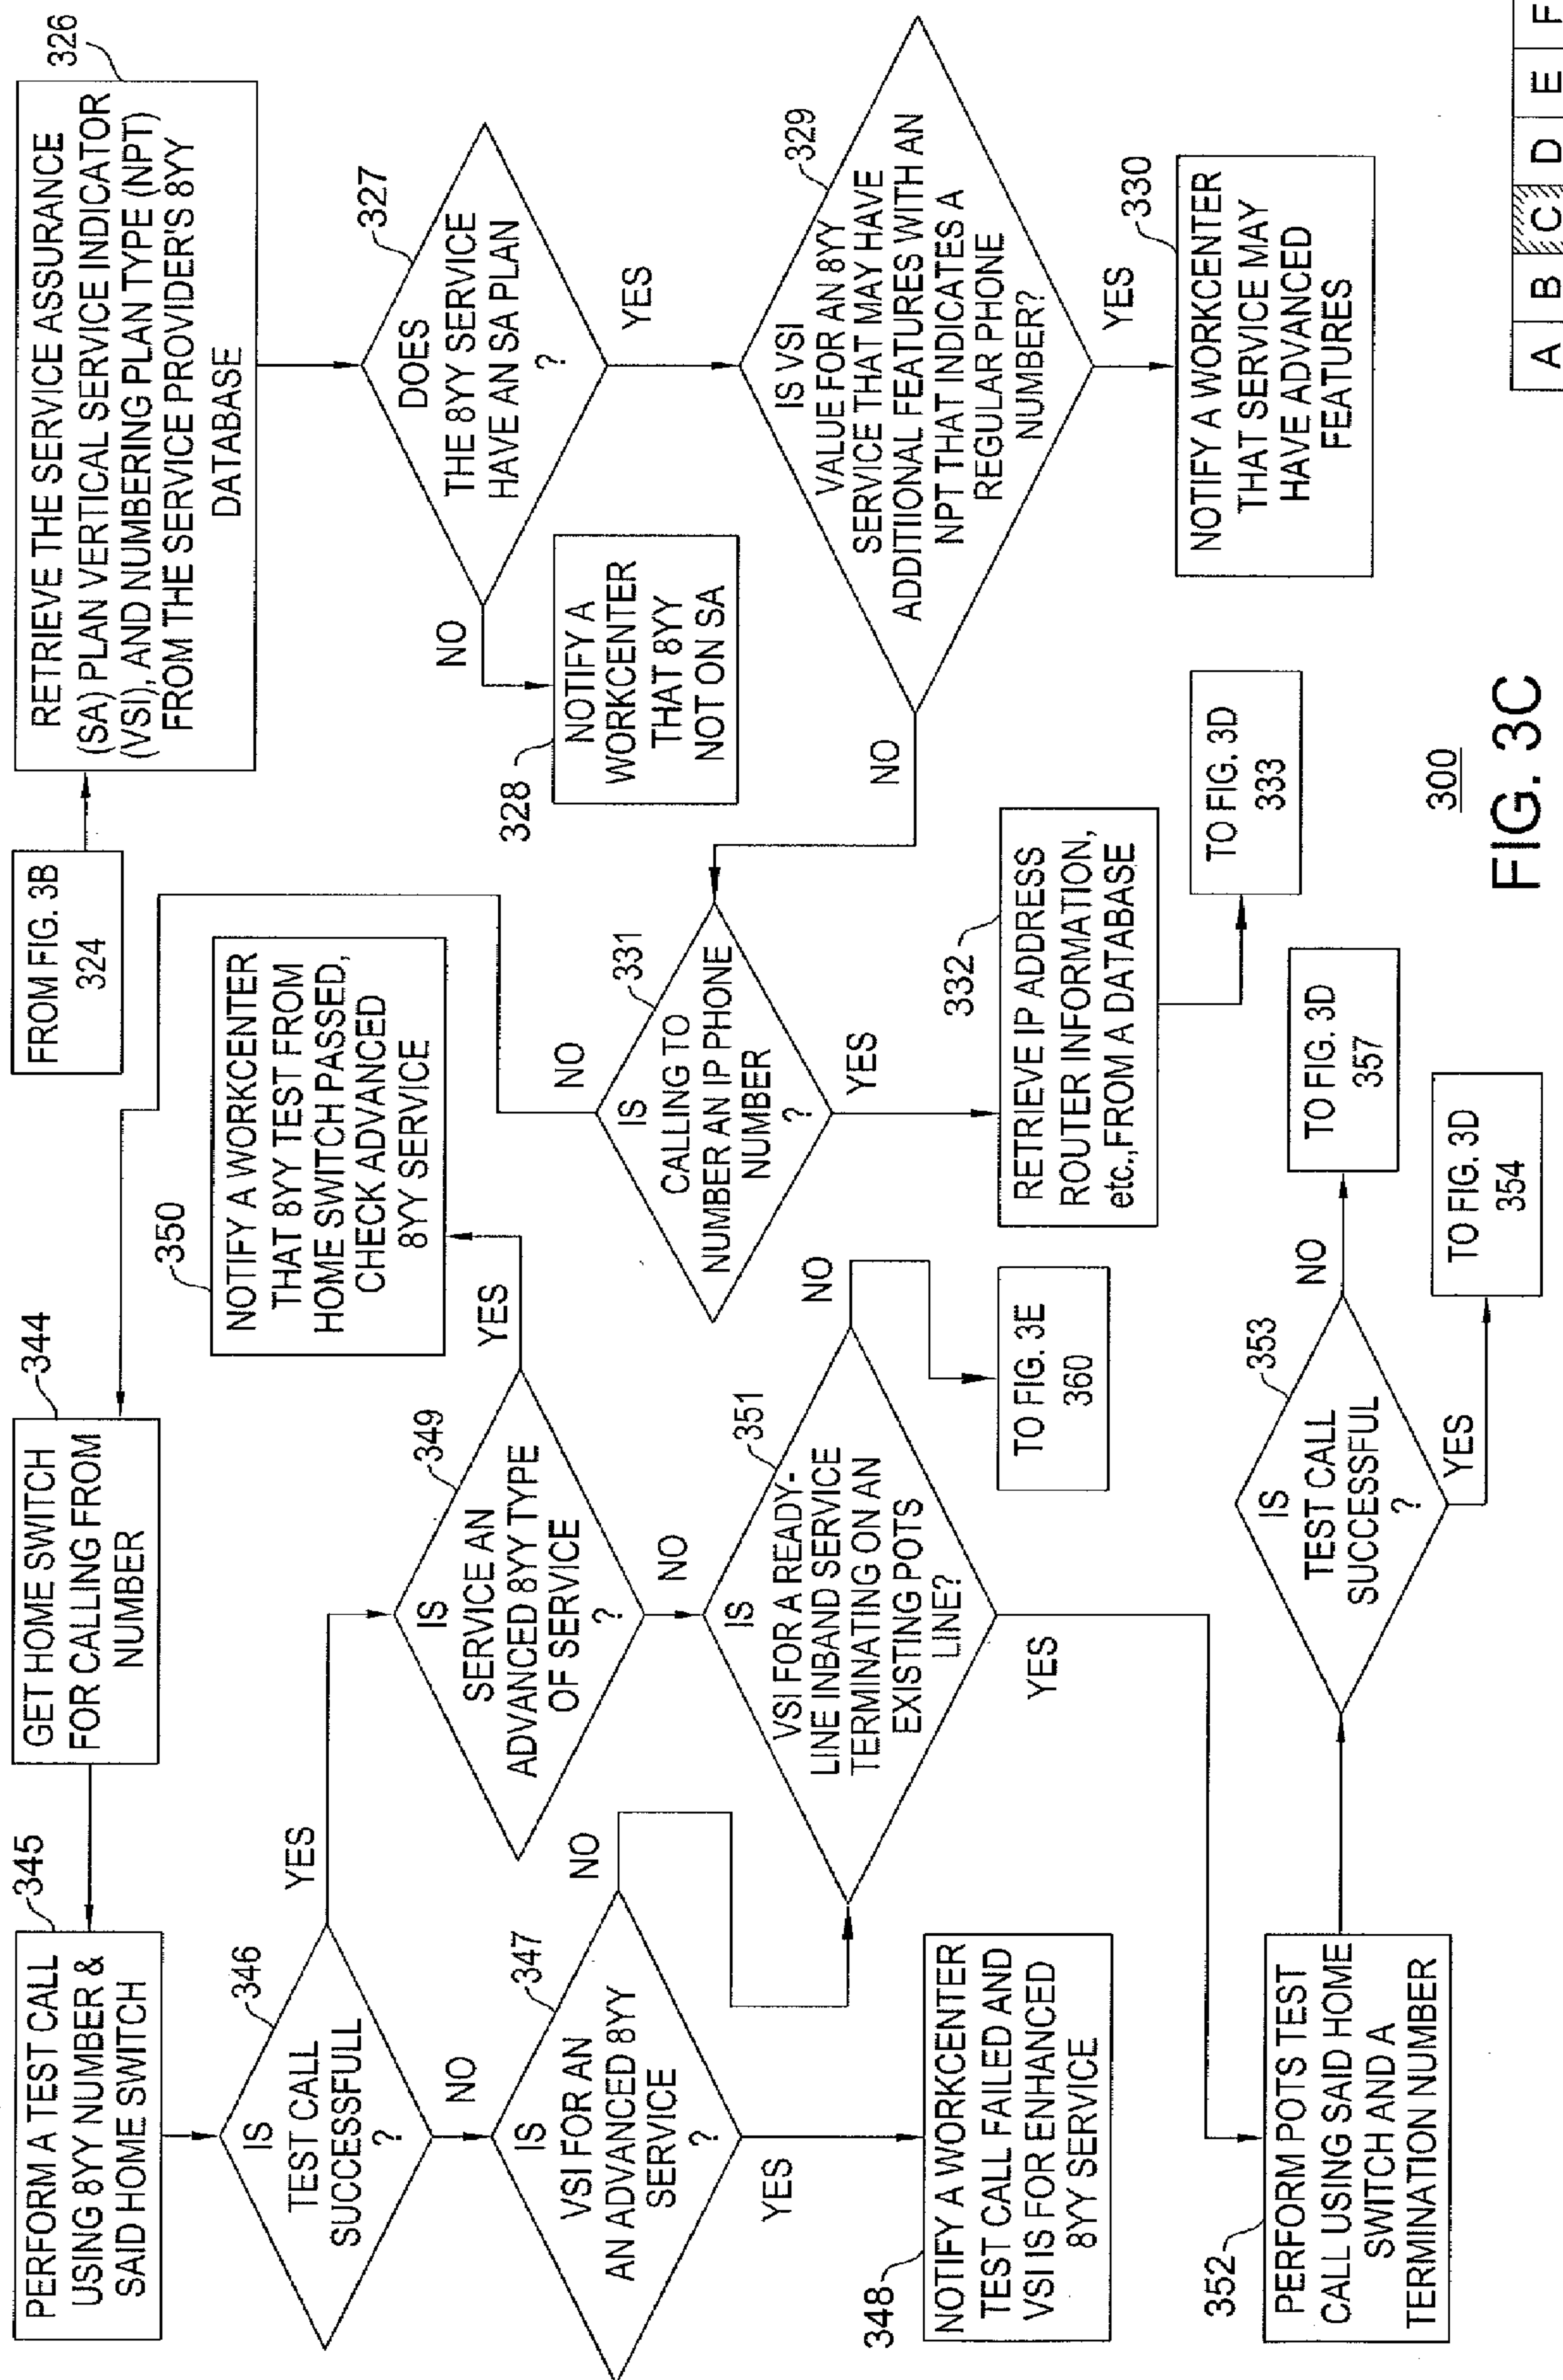 FROM FIG. 3B
324
326
RETRIEVE THE SERVICE ASSURANCE
(SA) PLAN VERTICAL SERVICE INDICATOR
(VSI), AND NUMBERING PLAN TYPE (NPT)
FROM THE SERVICE PROVIDER'S 8YY
DATABASE
327
DOES
THE 8YY SERVICE
HAVE AN SA PLAN
?
NO
YES
328
NOTIFY A
WORKCENTER
THAT 8YY
NOT ON SA
329
IS VSI
VALUE FOR AN 8YY
SERVICE THAT MAY HAVE
ADDITIIONAL FEATURES WITH AN
NPT THAT INDICATES A
REGULAR PHONE
NUMBER?
NO
YES
330
NOTIFY A WORKCENTER
THAT SERVICE MAY
HAVE ADVANCED
FEATURES
331
IS
CALLING TO
NUMBER AN IP PHONE
NUMBER
?
NO
YES
332
RETRIEVE IP ADDRESS
ROUTER INFORMATION,
etc.,FROM A DATABASE
TO FIG. 3D
333
344
GET HOME SWITCH
FOR CALLING FROM
NUMBER
345
PERFORM A TEST CALL
USING 8YY NUMBER &
SAID HOME SWITCH
346
IS
TEST CALL
SUCCESSFULL
?
YES
NO
347
IS
VSI FOR AN
AN ADVANCED 8YY
SERVICE
?
NO
YES
348
NOTIFY A WORKCENTER
TEST CALL FAILED AND
VSI IS FOR ENHANCED
8YY SERVICE
349
IS
SERVICE AN
ADVANCED 8YY TYPE
OF SERVICE
?
YES
NO
350
NOTIFY A WORKCENTER
THAT 8YY TEST FROM
HOME SWITCH PASSED,
CHECK ADVANCED
8YY SERVICE
351
IS
VSI FOR A READY-
LINE INBAND SERVICE
TERMINATING ON AN
EXISTING POTS
LINE?
NO
YES
TO FIG. 3E
360
352
PERFORM POTS TEST
CALL USING SAID HOME
SWITCH AND A
TERMINATION NUMBER
353
IS
TEST CALL
SUCCESSFUL
?
NO
YES
TO FIG. 3D
357
TO FIG. 3D
354
300
FIG. 3C
A B C D E F